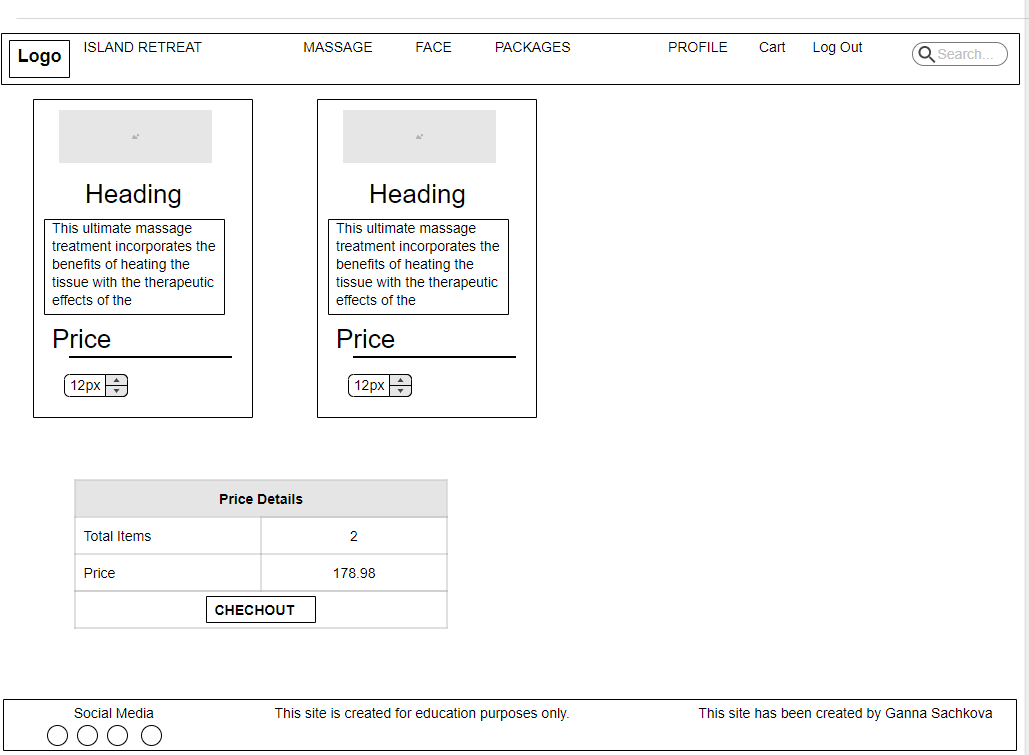 Logo
ISLAND RETREAT
MASSAGE
FACE
PACKAGES
PROFILE
Cart
Log Out
Search...
Heading
This ultimate massage
treatment incorporates the
benefits of heating the
tissue with the therapeutic
effects of the
Price
12px
Heading
This ultimate massage
treatment incorporates the
benefits of heating the
tissue with the therapeutic
effects of the
Price
12px
Price Details
Total Items 2
Price 178.98
CHECHOUT
Social Media
This site is created for education purposes only.
This site has been created by Ganna Sachkova